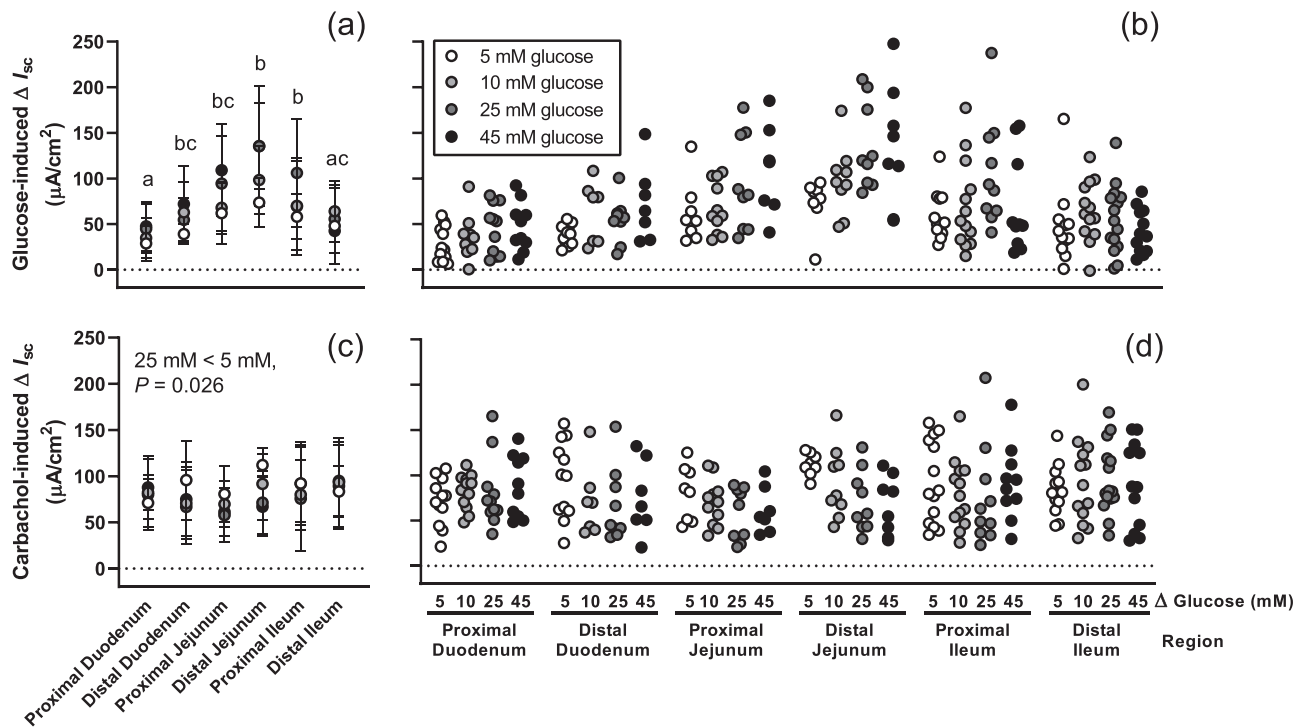 (a)
Glucose-induced Δ Isc
(μA/cm²)
250
200
150
100
50
0
a
bc
bc
b
b
ac
(b)
5 mM glucose
10 mM glucose
25 mM glucose
45 mM glucose
(c)
Carbachol-induced Δ Isc
(μA/cm²)
250
200
150
100
50
0
25 mM < 5 mM,
P = 0.026
Proximal Duodenum
Distal Duodenum
Proximal Jejunum
Distal Jejunum
Proximal Ileum
Distal Ileum
(d)
5 10 25 45 5 10 25 45 5 10 25 45 5 10 25 45 5 10 25 45 5 10 25 45 Δ Glucose (mM)
Proximal Distal Proximal Distal Proximal Distal
Duodenum Duodenum Jejunum Jejunum Ileum Ileum
Region